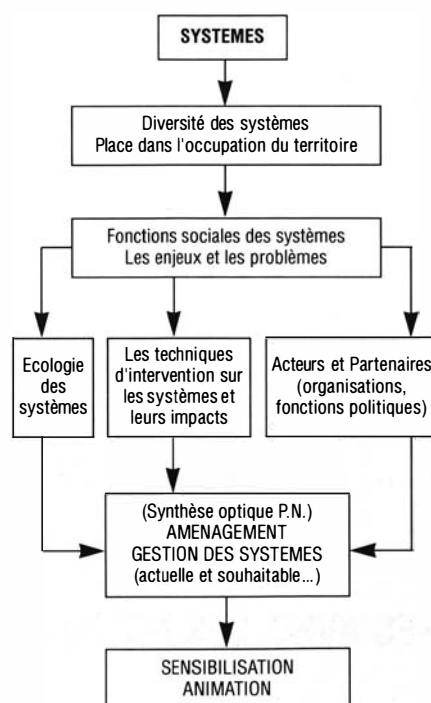 SYSTEMES
Diversité des systèmes
Place dans l'occupation du territoire
Fonctions sociales des systèmes
Les enjeux et les problèmes
Ecologie
des
systèmes
Les techniques
d'intervention sur
les systèmes et
leurs impacts
Acteurs et Partenaires
(organisations,
fonctions politiques)
(Synthèse optique P.N.)
AMENAGEMENT
GESTION DES SYSTEMES
(actuelle et souhaitable...)
SENSIBILISATION
ANIMATION